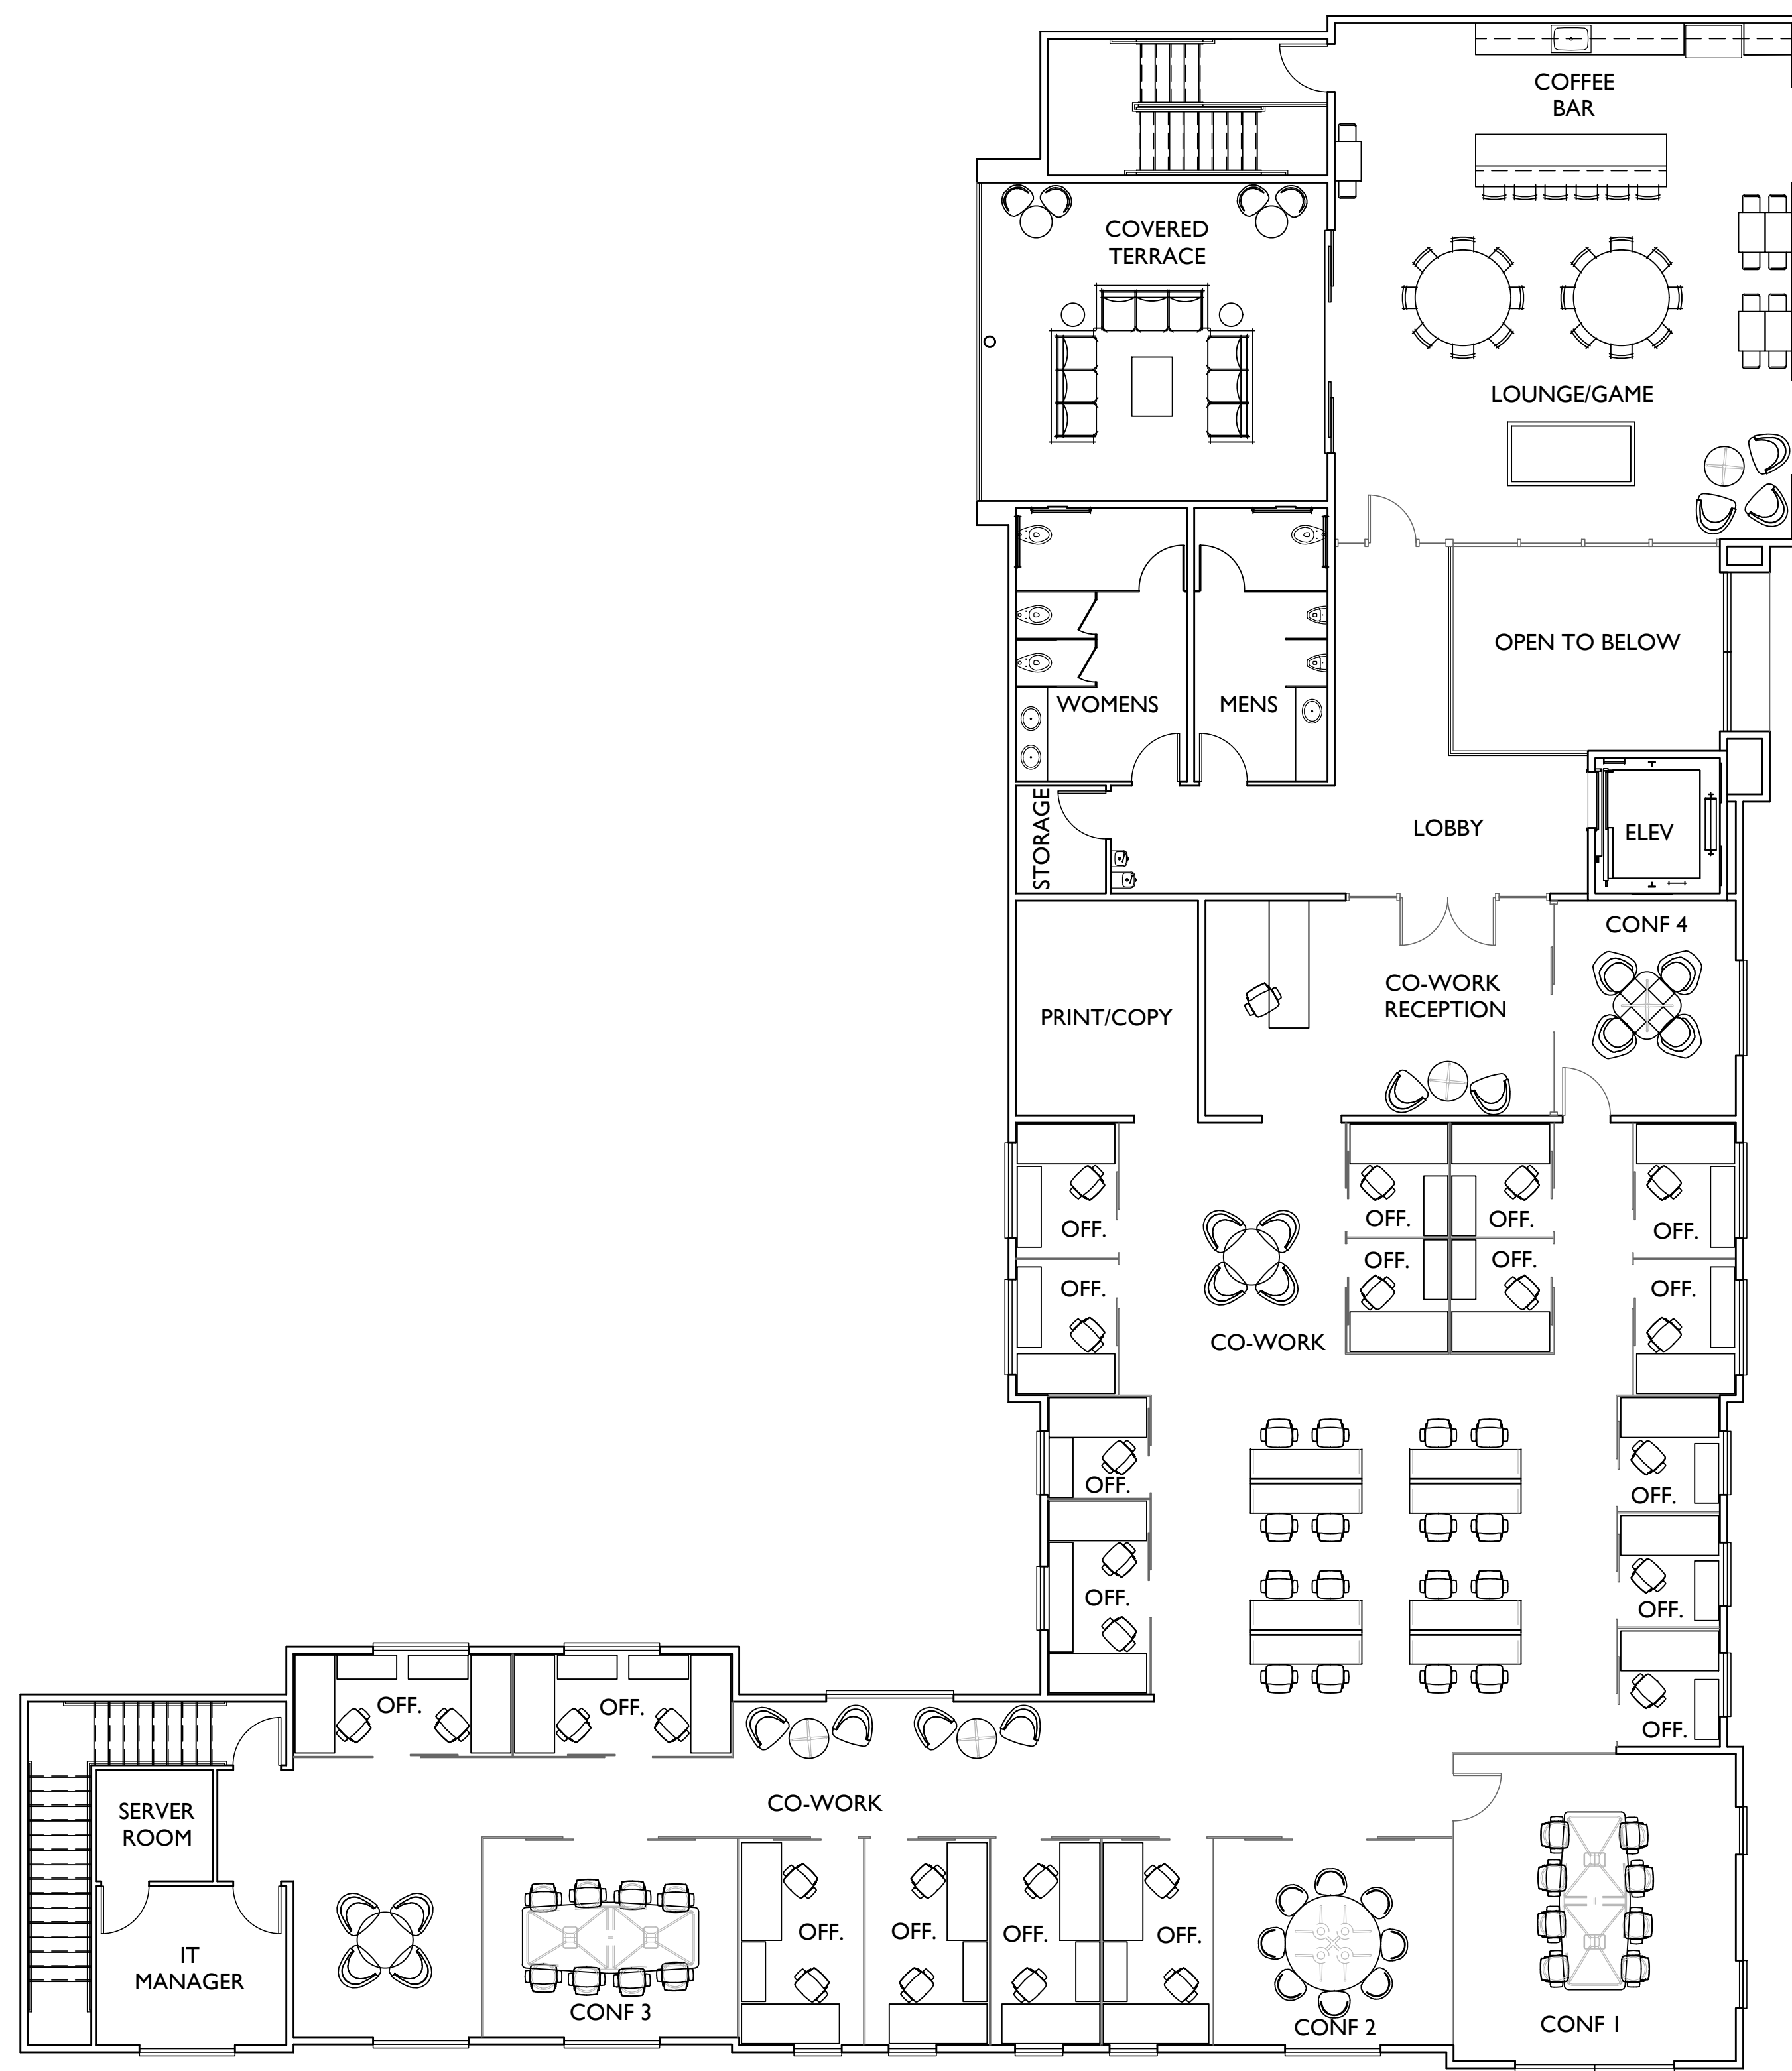 COFFEE
BAR
COVERED
TERRACE
LOUNGE/GAME
OPEN TO BELOW
WOMENS
MENS
STORAGE
LOBBY
ELEV
CONF 4
CO-WORK
RECEPTION
PRINT/COPY
OFF.
OFF.
OFF.
OFF.
OFF.
OFF.
OFF.
OFF.
CO-WORK
OFF.
OFF.
OFF.
OFF.
OFF.
OFF.
OFF.
CO-WORK
SERVER
ROOM
OFF.
OFF.
OFF.
OFF.
IT
MANAGER
CONF 3
CONF 2
CONF 1